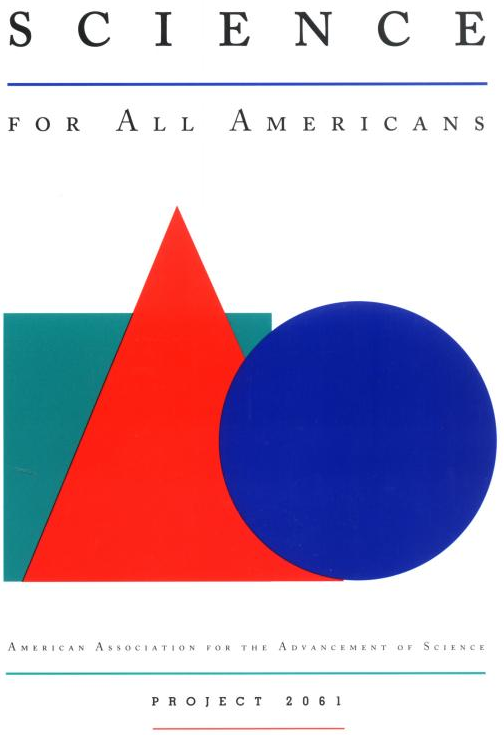 SCIENCE
FOR ALL AMERICANS
AMERICAN ASSOCIATION FOR THE ADVANCEMENT OF SCIENCE
PROJECT 2061